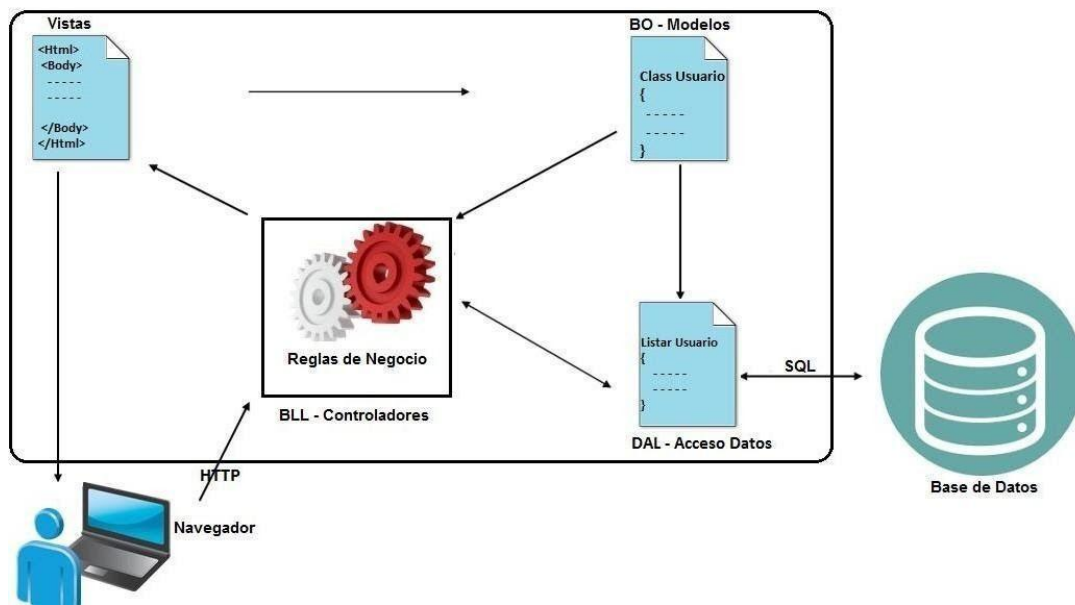 Vistas
<Html>
<Body>
- - - - -
- - - - -
</Body>
</Html>
BO - Modelos
Class Usuario
{
- - - - -
- - - - -
}
Reglas de Negocio
BLL - Controladores
Listar Usuario
{
- - - - -
- - - - -
}
DAL - Acceso Datos
SQL
Base de Datos
HTTP
Navegador